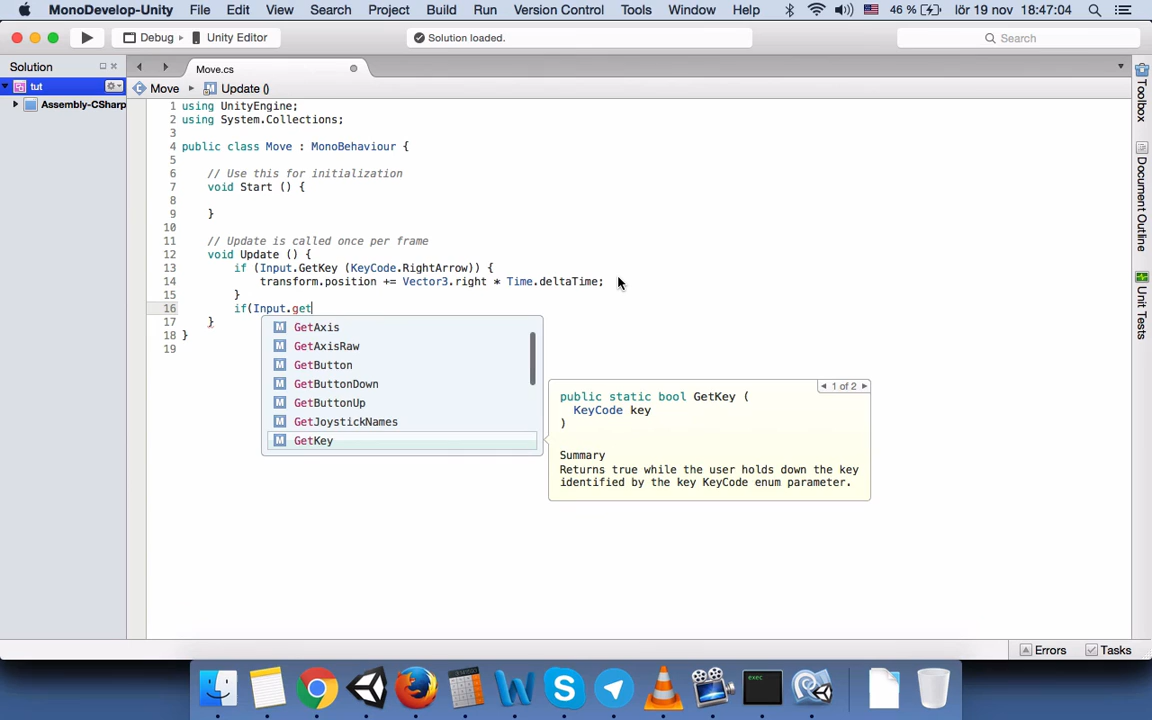 MonoDevelop-Unity File Edit View Search Project Build Run Version Control Tools Window Help 46 % lör 19 nov 18:47:04
Debug Unity Editor Solution loaded. Search
Solution Move.cs
tut Move Update ()
Assembly-CSharp
1 using UnityEngine;
2 using System.Collections;
3
4 public class Move : MonoBehaviour {
5
6 // Use this for initialization
7 void Start () {
8
9 }
10
11 // Update is called once per frame
12 void Update () {
13 if (Input.GetKey (KeyCode.RightArrow)) {
14 transform.position += Vector3.right * Time.deltaTime;
15 }
16 if(Input.get
17 }
18 }
19
GetAxis
GetAxisRaw
GetButton
GetButtonDown
GetButtonUp
GetJoystickNames
GetKey
1 of 2
public static bool GetKey (
KeyCode key
)
Summary
Returns true while the user holds down the key
identified by the key KeyCode enum parameter.
Toolbox
Document Outline
Unit Tests
Errors Tasks
exec